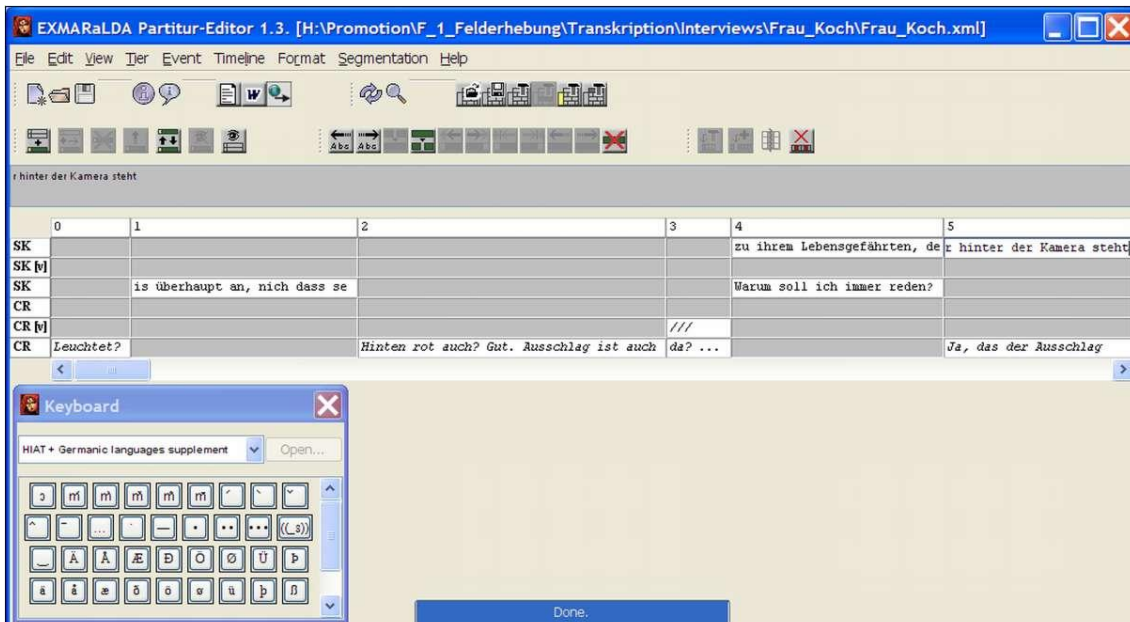 EXMARaLDA Partitur-Editor 1.3. [H:\Promotion\F_1_Felderhebung\Transkription\Interviews\Frau_Koch\Frau_Koch.xml]
File Edit View Tier Event Timeline Format Segmentation Help
Abc Abc
r hinter der Kamera steht
0 1 2 3 4 5
SK zu ihrem Lebensgefährten, de r hinter der Kamera steht
SK [v]
SK is überhaupt an, nich dass se Warum soll ich immer reden?
CR
CR [v] ///
CR Leuchtet? Hinten rot auch? Gut. Ausschlag ist auch da? ... Ja, das der Ausschlag
Keyboard
HIAT + Germanic languages supplement Open...
... — • •• ••• ((_s))
Ä Å Æ Ð Ö Ø Ü Þ
ä å æ ð ö ø ü þ ß
Done.